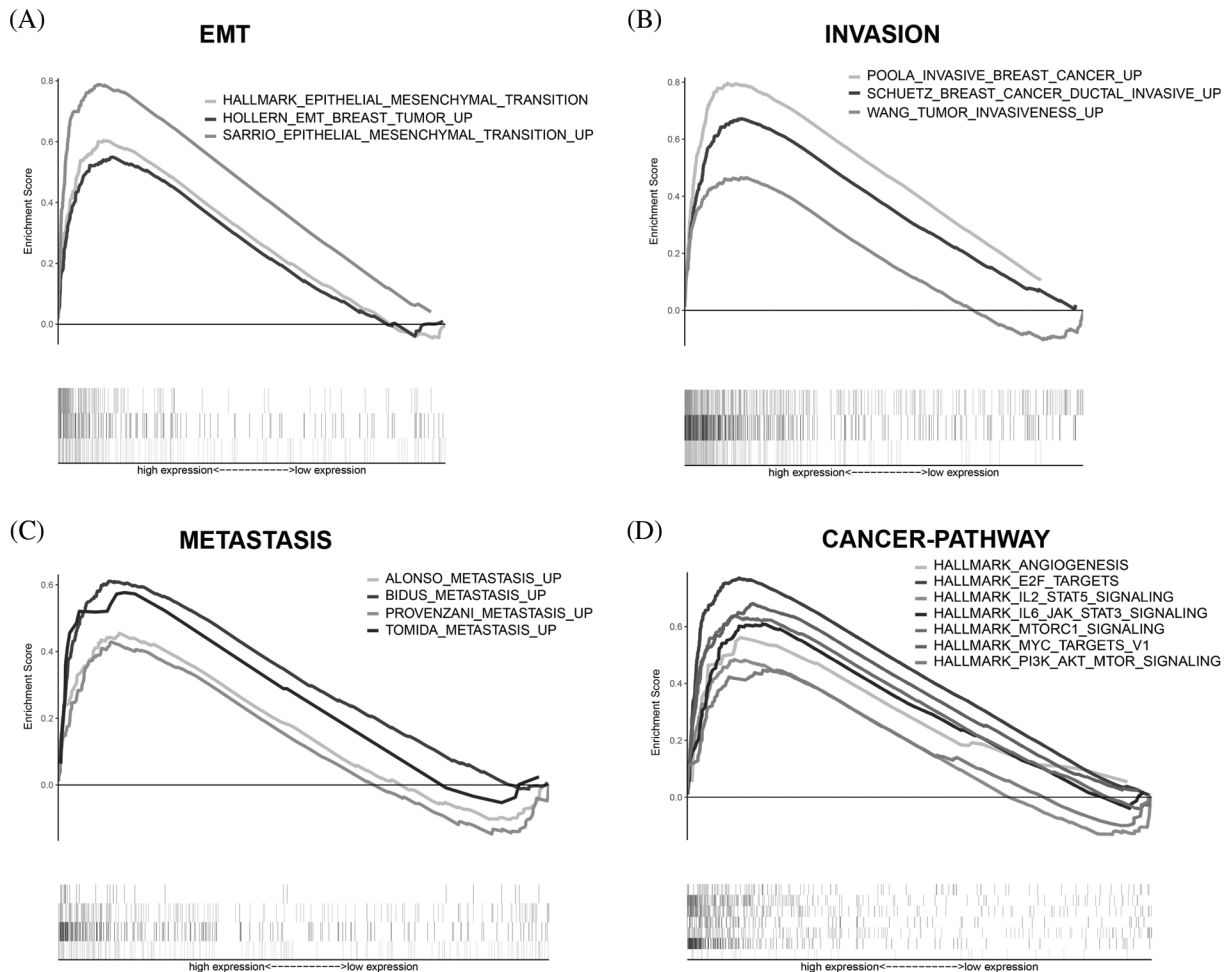 (A)
EMT
HALLMARK_EPITHELIAL_MESENCHYMAL_TRANSITION
HOLLERN_EMT_BREAST_TUMOR_UP
SARRIO_EPITHELIAL_MESENCHYMAL_TRANSITION_UP
Enrichment Score
0.8
0.6
0.4
0.2
0.0
high expression<------------>low expression
(B)
INVASION
POOLA_INVASIVE_BREAST_CANCER_UP
SCHUETZ_BREAST_CANCER_DUCTAL_INVASIVE_UP
WANG_TUMOR_INVASIVENESS_UP
Enrichment Score
0.8
0.6
0.4
0.2
0.0
high expression<------------>low expression
(C)
METASTASIS
ALONSO_METASTASIS_UP
BIDUS_METASTASIS_UP
PROVENZANI_METASTASIS_UP
TOMIDA_METASTASIS_UP
Enrichment Score
0.6
0.4
0.2
0.0
high expression<------------>low expression
(D)
CANCER-PATHWAY
HALLMARK_ANGIOGENESIS
HALLMARK_E2F_TARGETS
HALLMARK_IL2_STAT5_SIGNALING
HALLMARK_IL6_JAK_STAT3_SIGNALING
HALLMARK_MTORC1_SIGNALING
HALLMARK_MYC_TARGETS_V1
HALLMARK_PI3K_AKT_MTOR_SIGNALING
Enrichment Score
0.6
0.4
0.2
0.0
high expression<------------>low expression